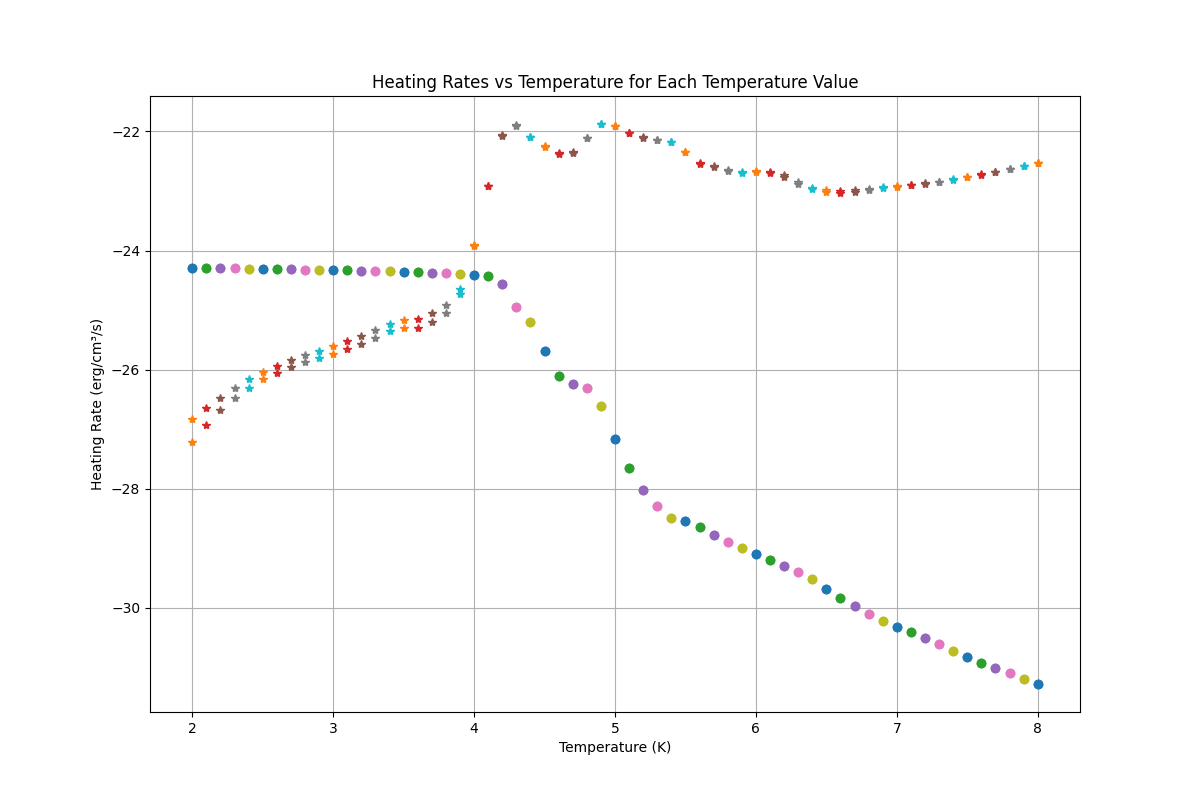 Heating Rates vs Temperature for Each Temperature Value
−22
−24
−26
−28
−30
Heating Rate (erg/cm³/s)
2 3 4 5 6 7 8
Temperature (K)